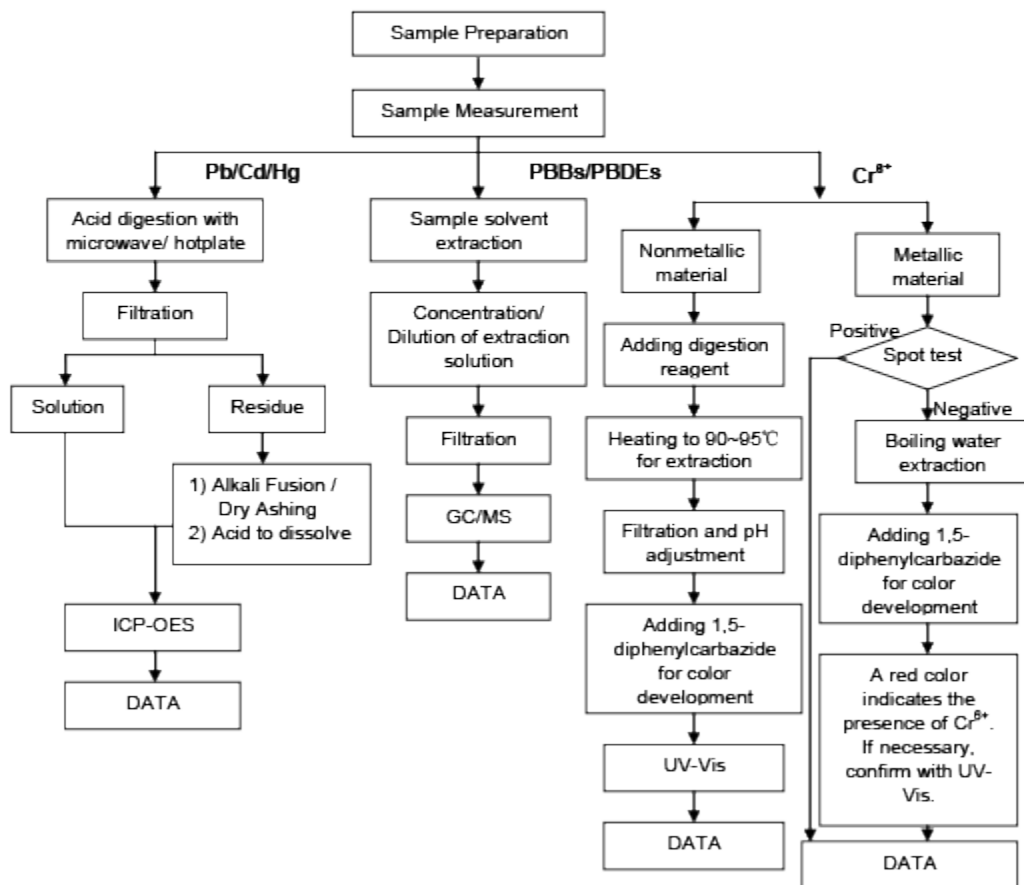 Sample Preparation
Sample Measurement
Pb/Cd/Hg
PBBs/PBDEs
Cr⁶⁺
Acid digestion with
microwave/ hotplate
Filtration
Solution
Residue
1) Alkali Fusion /
Dry Ashing
2) Acid to dissolve
ICP-OES
DATA
Sample solvent
extraction
Concentration/
Dilution of extraction
solution
Filtration
GC/MS
DATA
Nonmetallic
material
Adding digestion
reagent
Heating to 90~95℃
for extraction
Filtration and pH
adjustment
Adding 1,5-
diphenylcarbazide
for color
development
UV-Vis
DATA
Metallic
material
Positive
Spot test
Negative
Boiling water
extraction
Adding 1,5-
diphenylcarbazide
for color
development
A red color
indicates the
presence of Cr⁶⁺.
If necessary,
confirm with UV-
Vis.
DATA